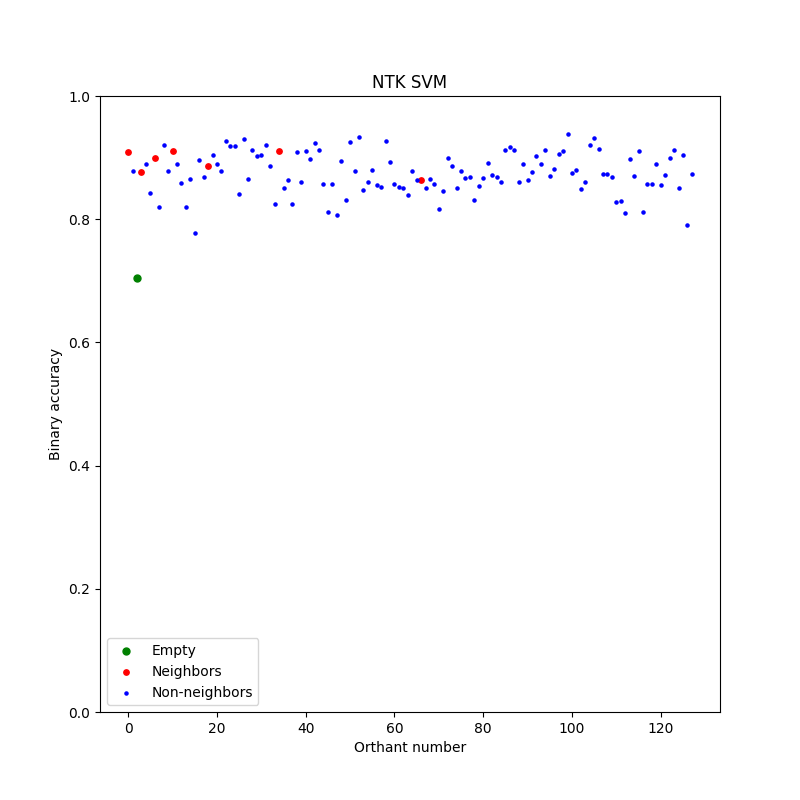 NTK SVM
1.0
0.8
0.6
0.4
0.2
0.0
Binary accuracy
Empty
Neighbors
Non-neighbors
0 20 40 60 80 100 120
Orthant number